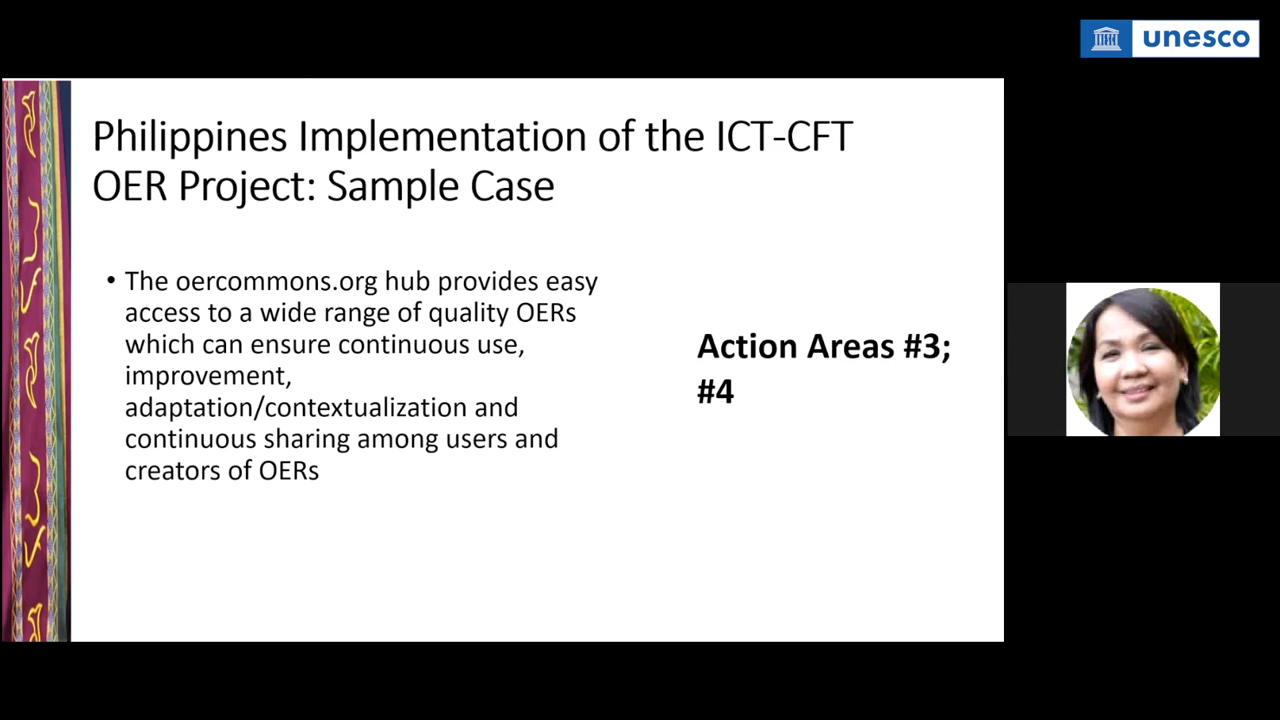 unesco
Philippines Implementation of the ICT-CFT
OER Project: Sample Case
• The oercommons.org hub provides easy
access to a wide range of quality OERs
which can ensure continuous use,
improvement,
adaptation/contextualization and
continuous sharing among users and
creators of OERs
Action Areas #3;
#4